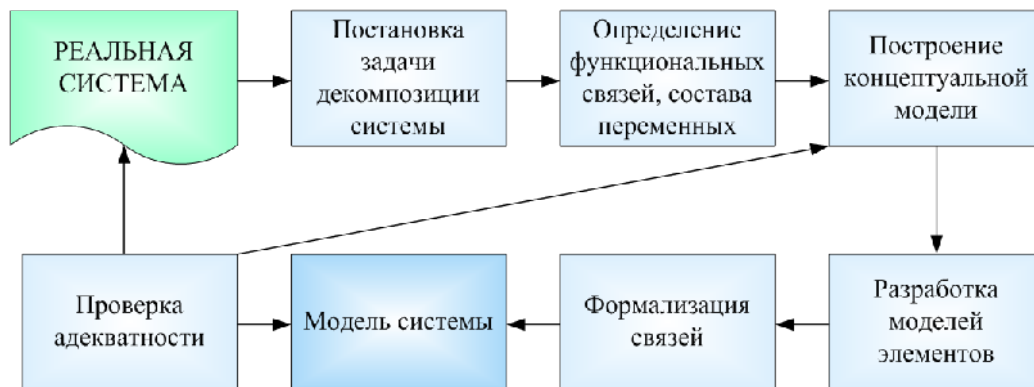 РЕАЛЬНАЯ
СИСТЕМА
Постановка
задачи
декомпозиции
системы
Определение
функциональных
связей, состава
переменных
Построение
концептуальной
модели
Проверка
адекватности
Модель системы
Формализация
связей
Разработка
моделей
элементов